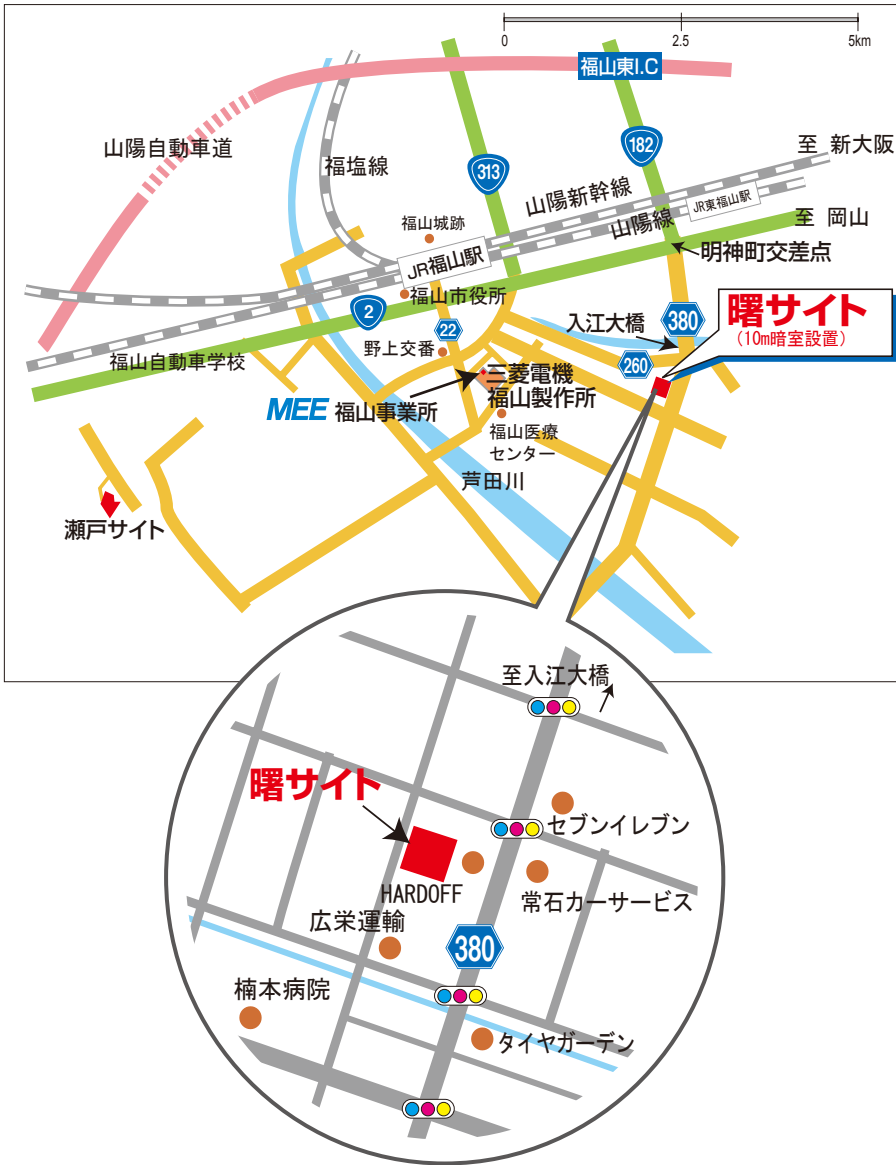 0 2.5 5km
福山東I.C
山陽自動車道
福塩線
313
182
至 新大阪
山陽新幹線
山陽線
JR東福山駅
至 岡山
福山城跡
JR福山駅
明神町交差点
福山市役所
2
22
入江大橋
380
曙サイト
(10m暗室設置)
野上交番
260
福山自動車学校
三菱電機
福山製作所
MEE 福山事業所
福山医療
センター
芦田川
瀬戸サイト
至入江大橋
曙サイト
セブンイレブン
HARDOFF
常石カーサービス
広栄運輸
380
楠本病院
タイヤガーデン